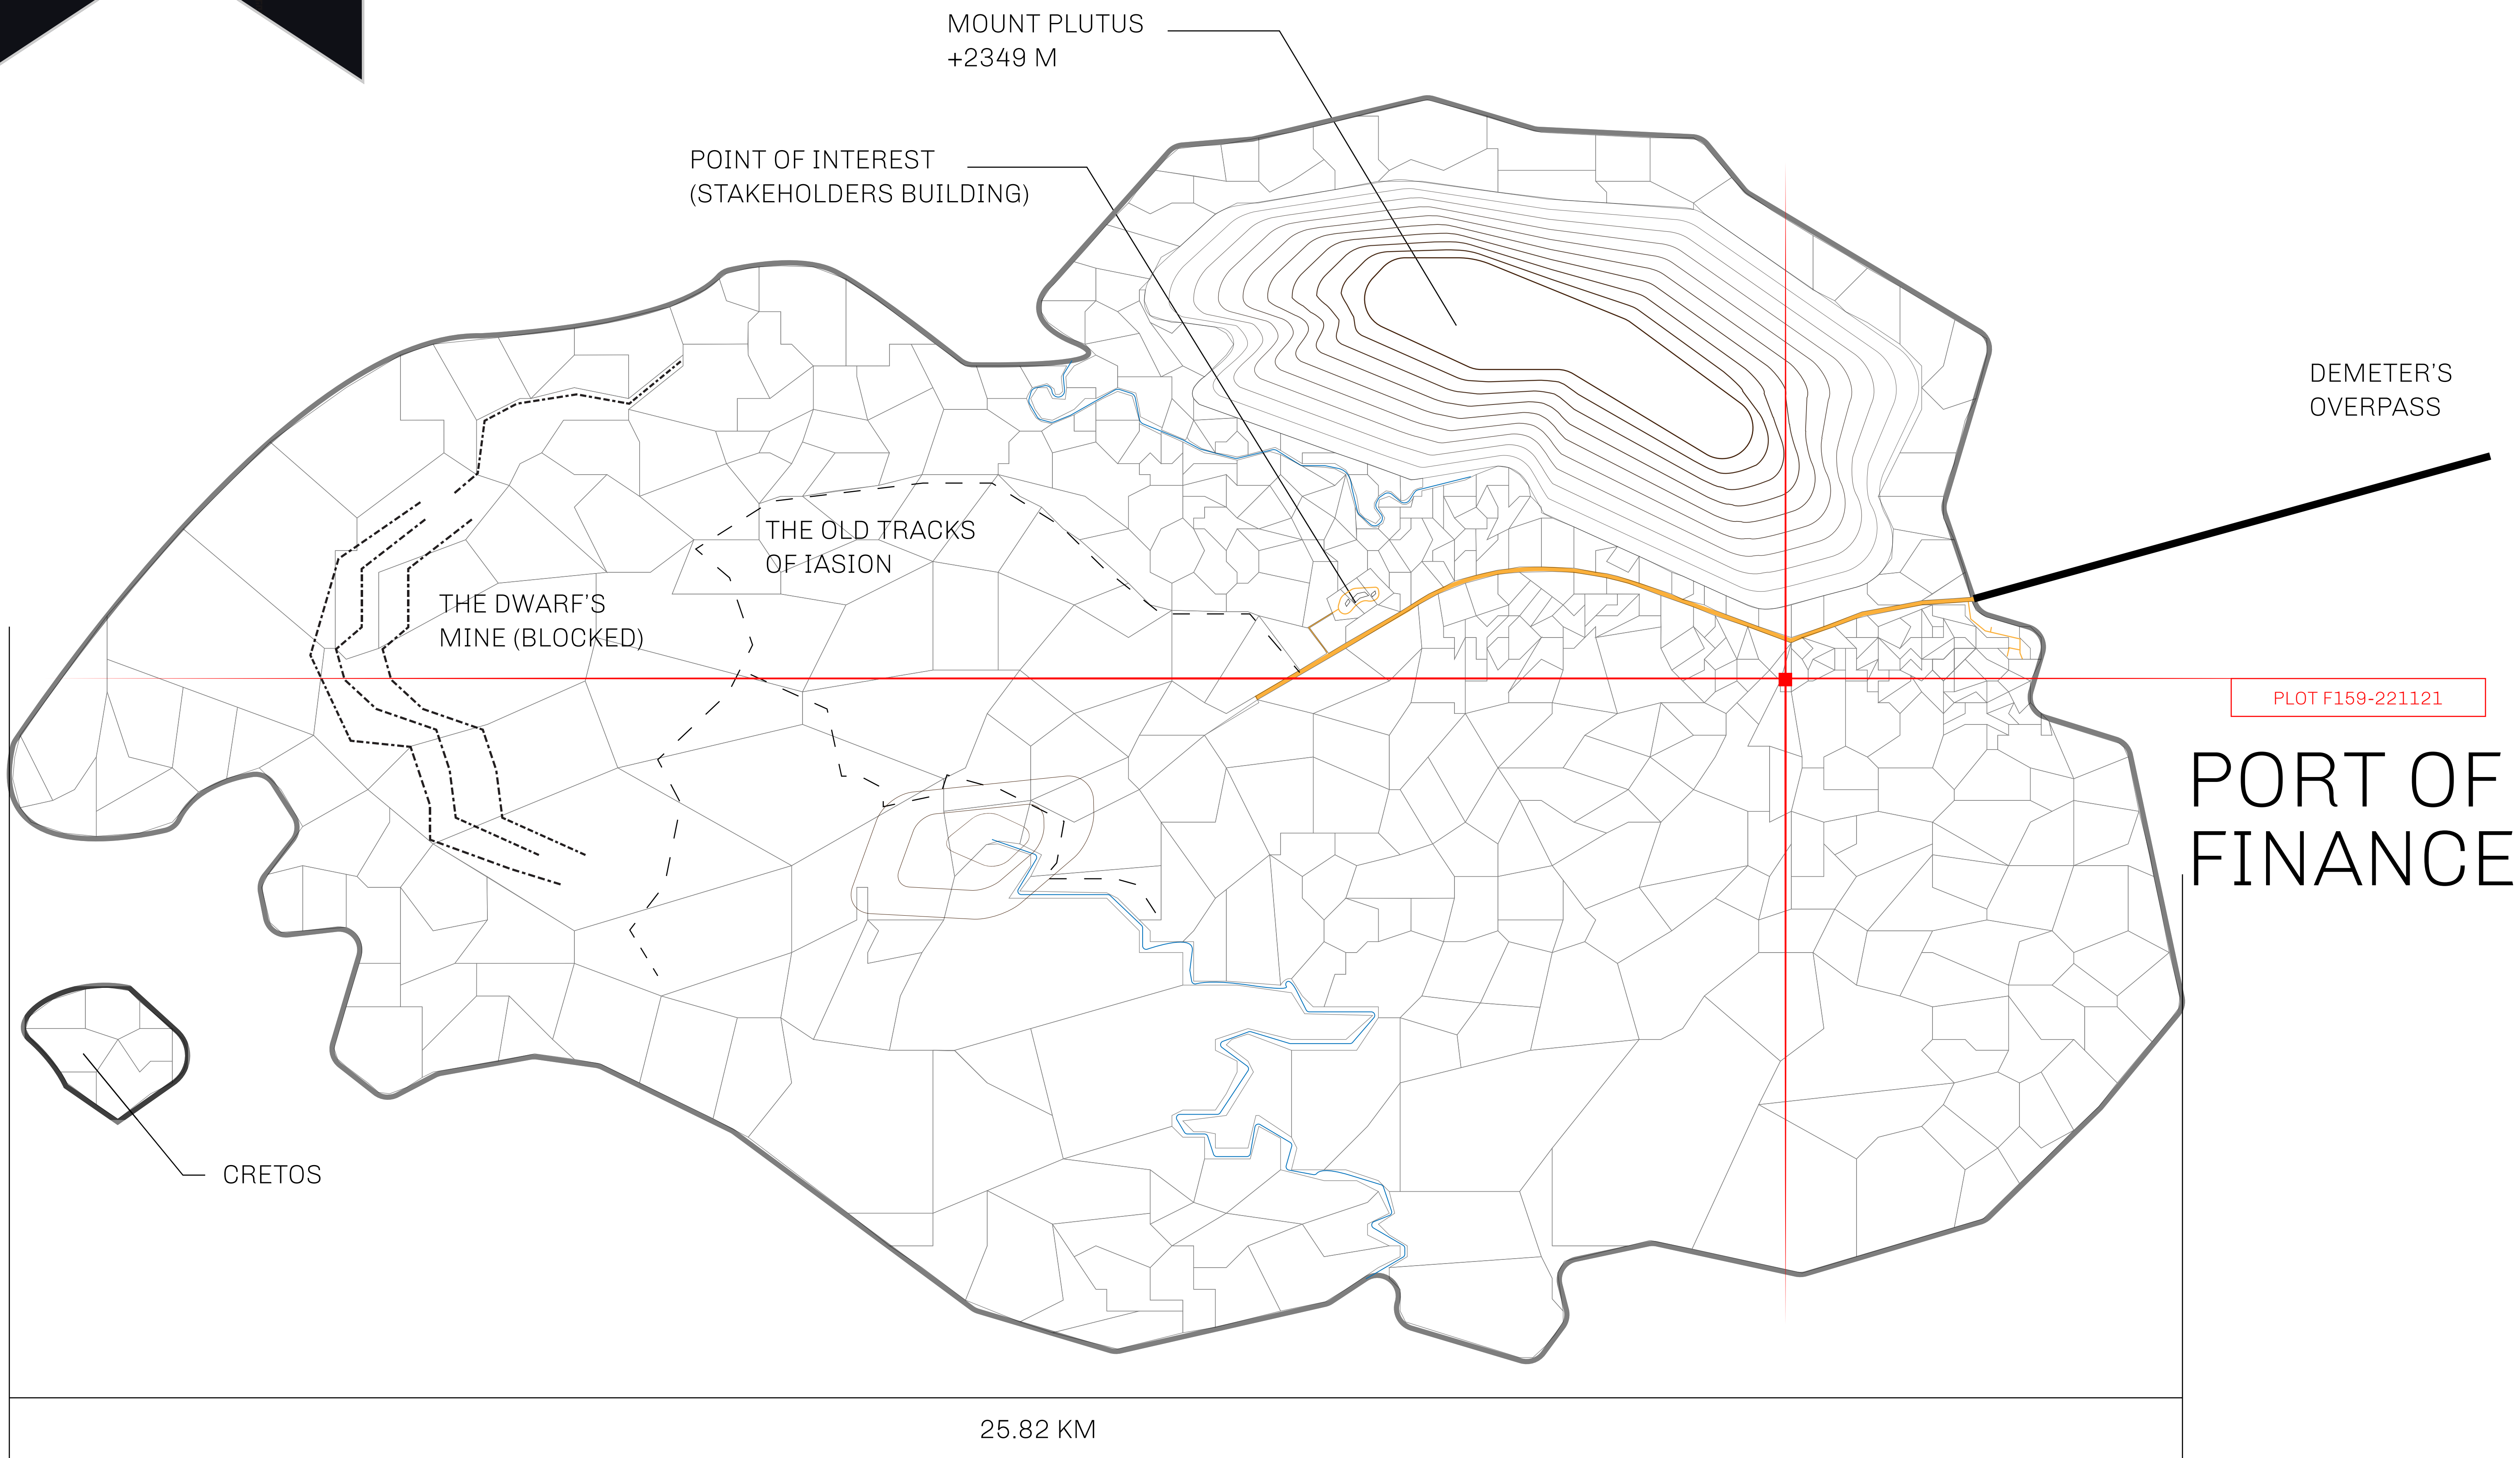 MOUNT PLUTUS
+2349 M
POINT OF INTEREST
(STAKEHOLDERS BUILDING)
DEMETER'S
OVERPASS
THE OLD TRACKS
OF IASION
THE DWARF'S
MINE (BLOCKED)
PLOT F159-221121
PORT OF
FINANCE
CRETOS
25.82 KM